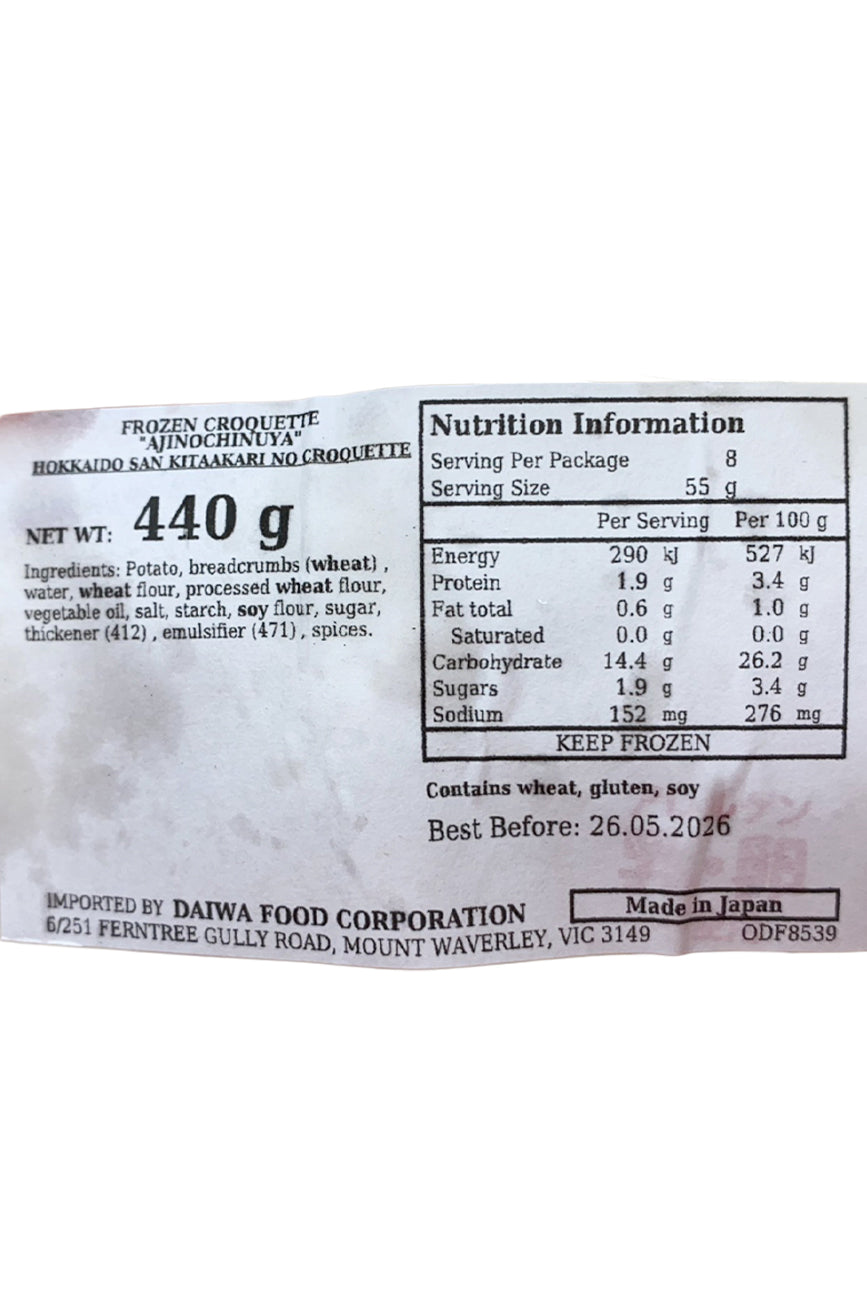 FROZEN CROQUETTE
"AJINOCHINUYA"
HOKKAIDO SAN KITAAKARI NO CROQUETTE
NET WT: 440 g
Ingredients: Potato, breadcrumbs (wheat) ,
water, wheat flour, processed wheat flour,
vegetable oil, salt, starch, soy flour, sugar,
thickener (412) , emulsifier (471) , spices.
Nutrition Information
Serving Per Package 8
Serving Size 55 g
Per Serving Per 100 g
Energy 290 kJ 527 kJ
Protein 1.9 g 3.4 g
Fat total 0.6 g 1.0 g
Saturated 0.0 g 0.0 g
Carbohydrate 14.4 g 26.2 g
Sugars 1.9 g 3.4 g
Sodium 152 mg 276 mg
KEEP FROZEN
Contains wheat, gluten, soy
Best Before: 26.05.2026
IMPORTED BY DAIWA FOOD CORPORATION
6/251 FERNTREE GULLY ROAD, MOUNT WAVERLEY, VIC 3149
Made in Japan
ODF8539